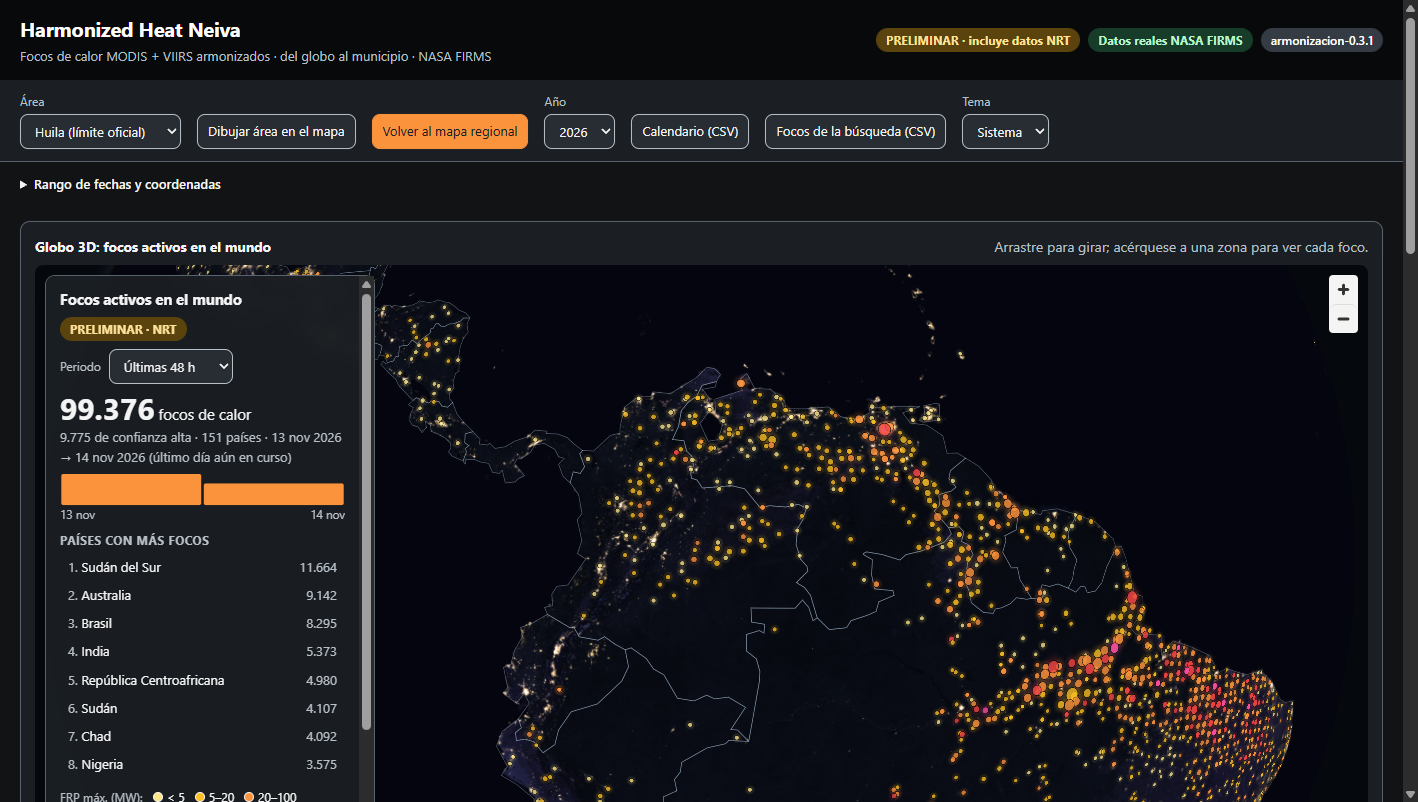 Harmonized Heat Neiva
Focos de calor MODIS + VIIRS armonizados · del globo al municipio · NASA FIRMS
PRELIMINAR · incluye datos NRT
Datos reales NASA FIRMS
armonizacion-0.3.1
Área
Huila (límite oficial)
Dibujar área en el mapa
Volver al mapa regional
Año
2026
Calendario (CSV)
Focos de la búsqueda (CSV)
Tema
Sistema
▶ Rango de fechas y coordenadas
Globo 3D: focos activos en el mundo
Arrastre para girar; acérquese a una zona para ver cada foco.
Focos activos en el mundo
PRELIMINAR · NRT
Periodo
Últimas 48 h
99.376 focos de calor
9.775 de confianza alta · 151 países · 13 nov 2026
→ 14 nov 2026 (último día aún en curso)
13 nov
14 nov
PAÍSES CON MÁS FOCOS
1. Sudán del Sur 11.664
2. Australia 9.142
3. Brasil 8.295
4. India 5.373
5. República Centroafricana 4.980
6. Sudán 4.107
7. Chad 4.092
8. Nigeria 3.575
FRP máx. (MW): < 5 5–20 20–100
+
−